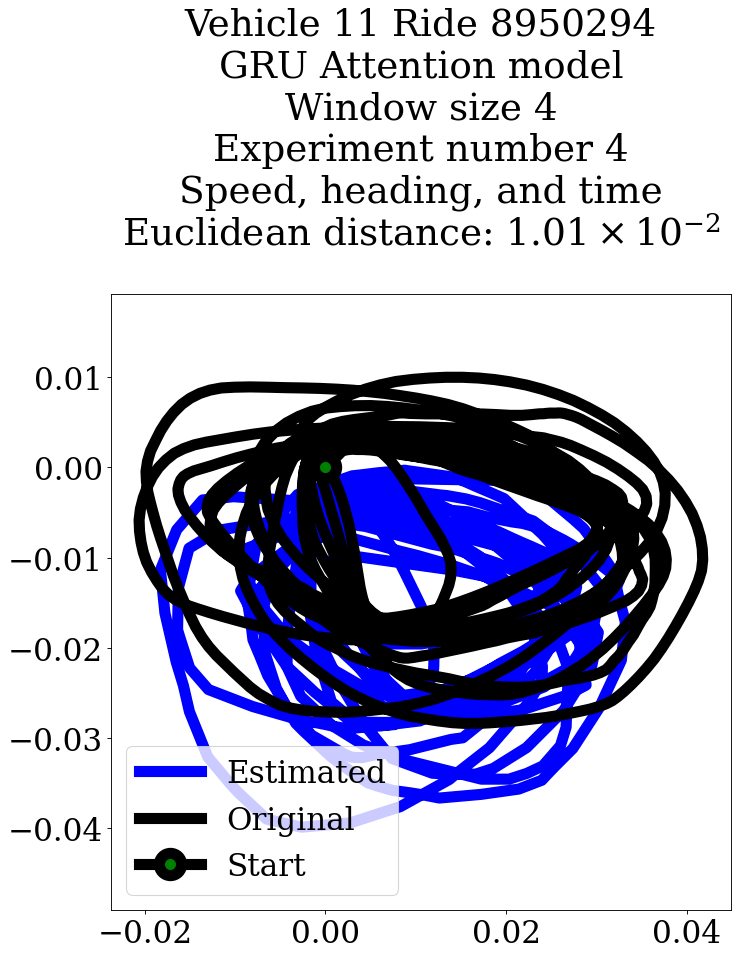 Vehicle 11 Ride 8950294
GRU Attention model
Window size 4
Experiment number 4
Speed, heading, and time
Euclidean distance: 1.01 × 10⁻²
0.01
0.00
−0.01
−0.02
−0.03
−0.04
Estimated
Original
Start
−0.02 0.00 0.02 0.04